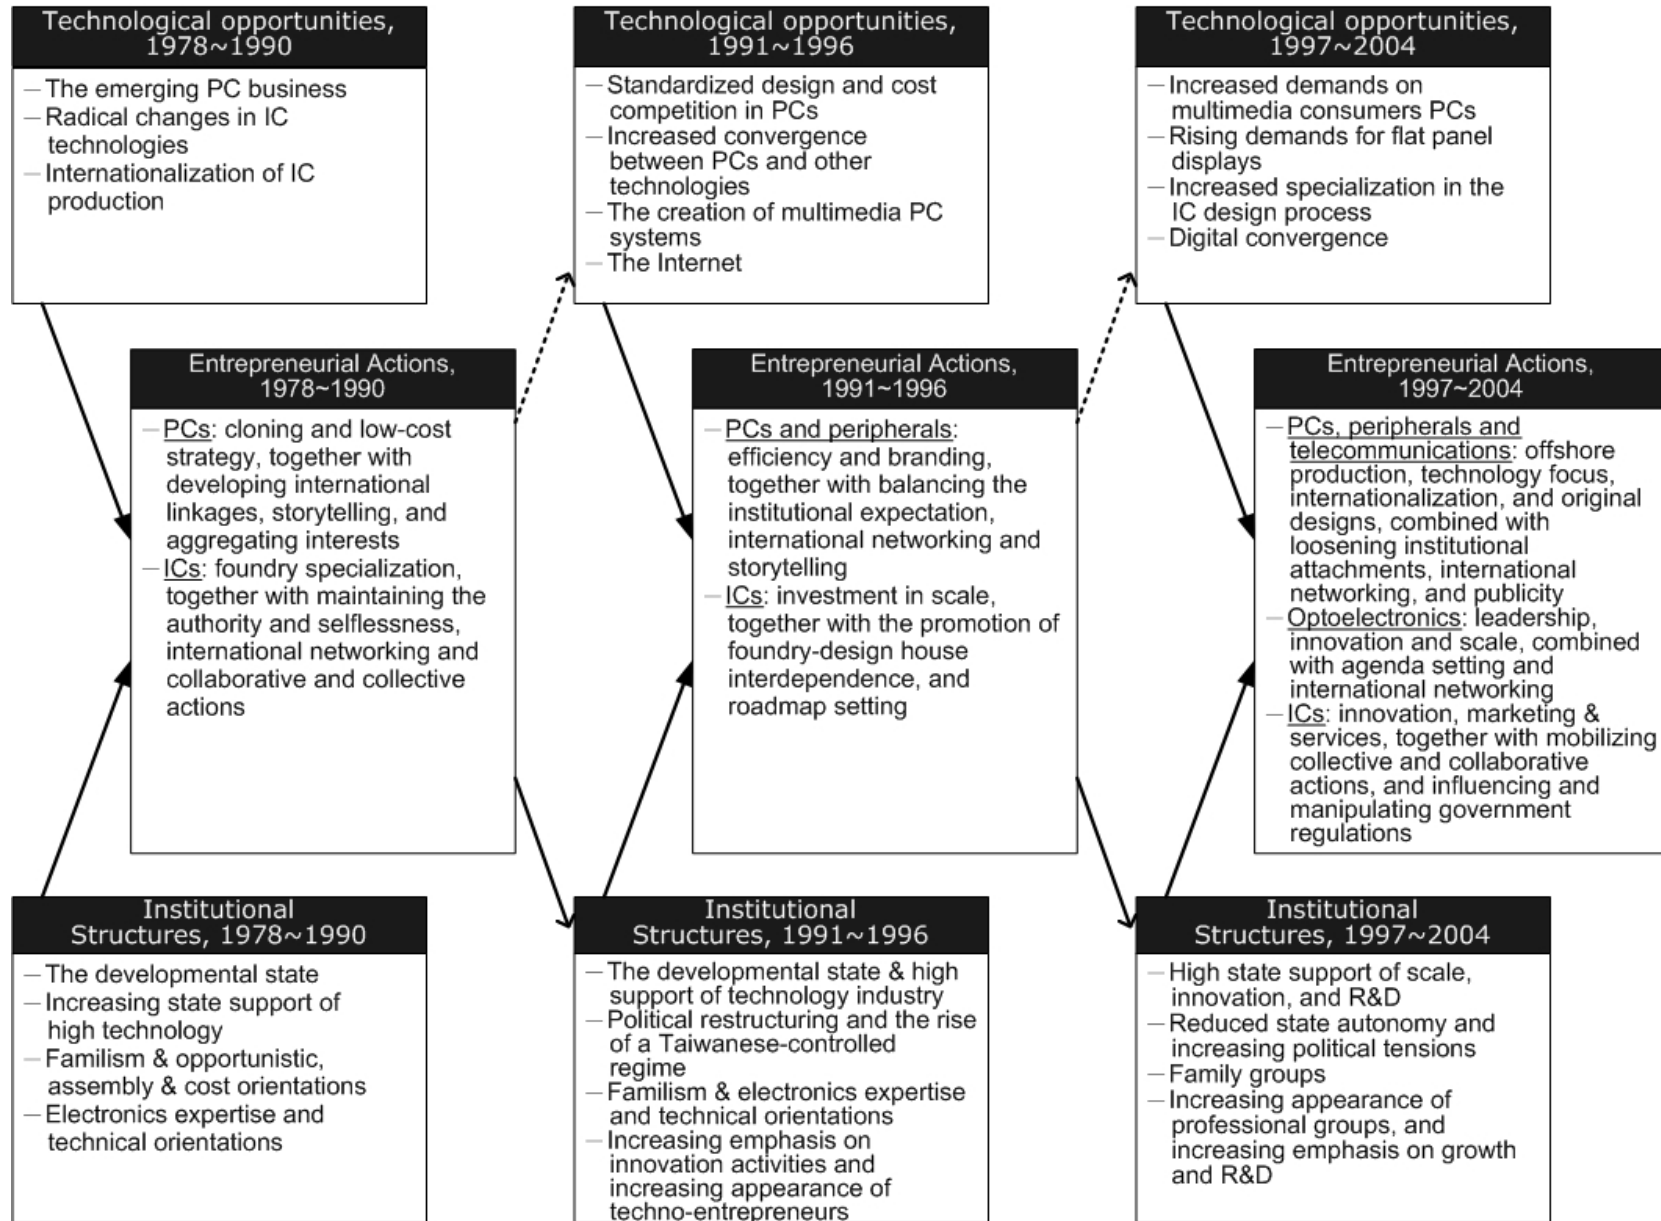 Technological opportunities,
1978~1990
— The emerging PC business
— Radical changes in IC
technologies
— Internationalization of IC
production
Technological opportunities,
1991~1996
— Standardized design and cost
competition in PCs
— Increased convergence
between PCs and other
technologies
— The creation of multimedia PC
systems
— The Internet
Technological opportunities,
1997~2004
— Increased demands on
multimedia consumers PCs
— Rising demands for flat panel
displays
— Increased specialization in the
IC design process
— Digital convergence
Entrepreneurial Actions,
1978~1990
— PCs: cloning and low-cost
strategy, together with
developing international
linkages, storytelling, and
aggregating interests
— ICs: foundry specialization,
together with maintaining the
authority and selflessness,
international networking and
collaborative and collective
actions
Entrepreneurial Actions,
1991~1996
— PCs and peripherals:
efficiency and branding,
together with balancing the
institutional expectation,
international networking and
storytelling
— ICs: investment in scale,
together with the promotion of
foundry-design house
interdependence, and
roadmap setting
Entrepreneurial Actions,
1997~2004
— PCs, peripherals and
telecommunications: offshore
production, technology focus,
internationalization, and original
designs, combined with
loosening institutional
attachments, international
networking, and publicity
— Optoelectronics: leadership,
innovation and scale, combined
with agenda setting and
international networking
— ICs: innovation, marketing &
services, together with mobilizing
collective and collaborative
actions, and influencing and
manipulating government
regulations
Institutional
Structures, 1978~1990
— The developmental state
— Increasing state support of
high technology
— Familism & opportunistic,
assembly & cost orientations
— Electronics expertise and
technical orientations
Institutional
Structures, 1991~1996
— The developmental state & high
support of technology industry
— Political restructuring and the rise
of a Taiwanese-controlled
regime
— Familism & electronics expertise
and technical orientations
— Increasing emphasis on
innovation activities and
increasing appearance of
techno-entrepreneurs
Institutional
Structures, 1997~2004
— High state support of scale,
innovation, and R&D
— Reduced state autonomy and
increasing political tensions
— Family groups
— Increasing appearance of
professional groups, and
increasing emphasis on growth
and R&D